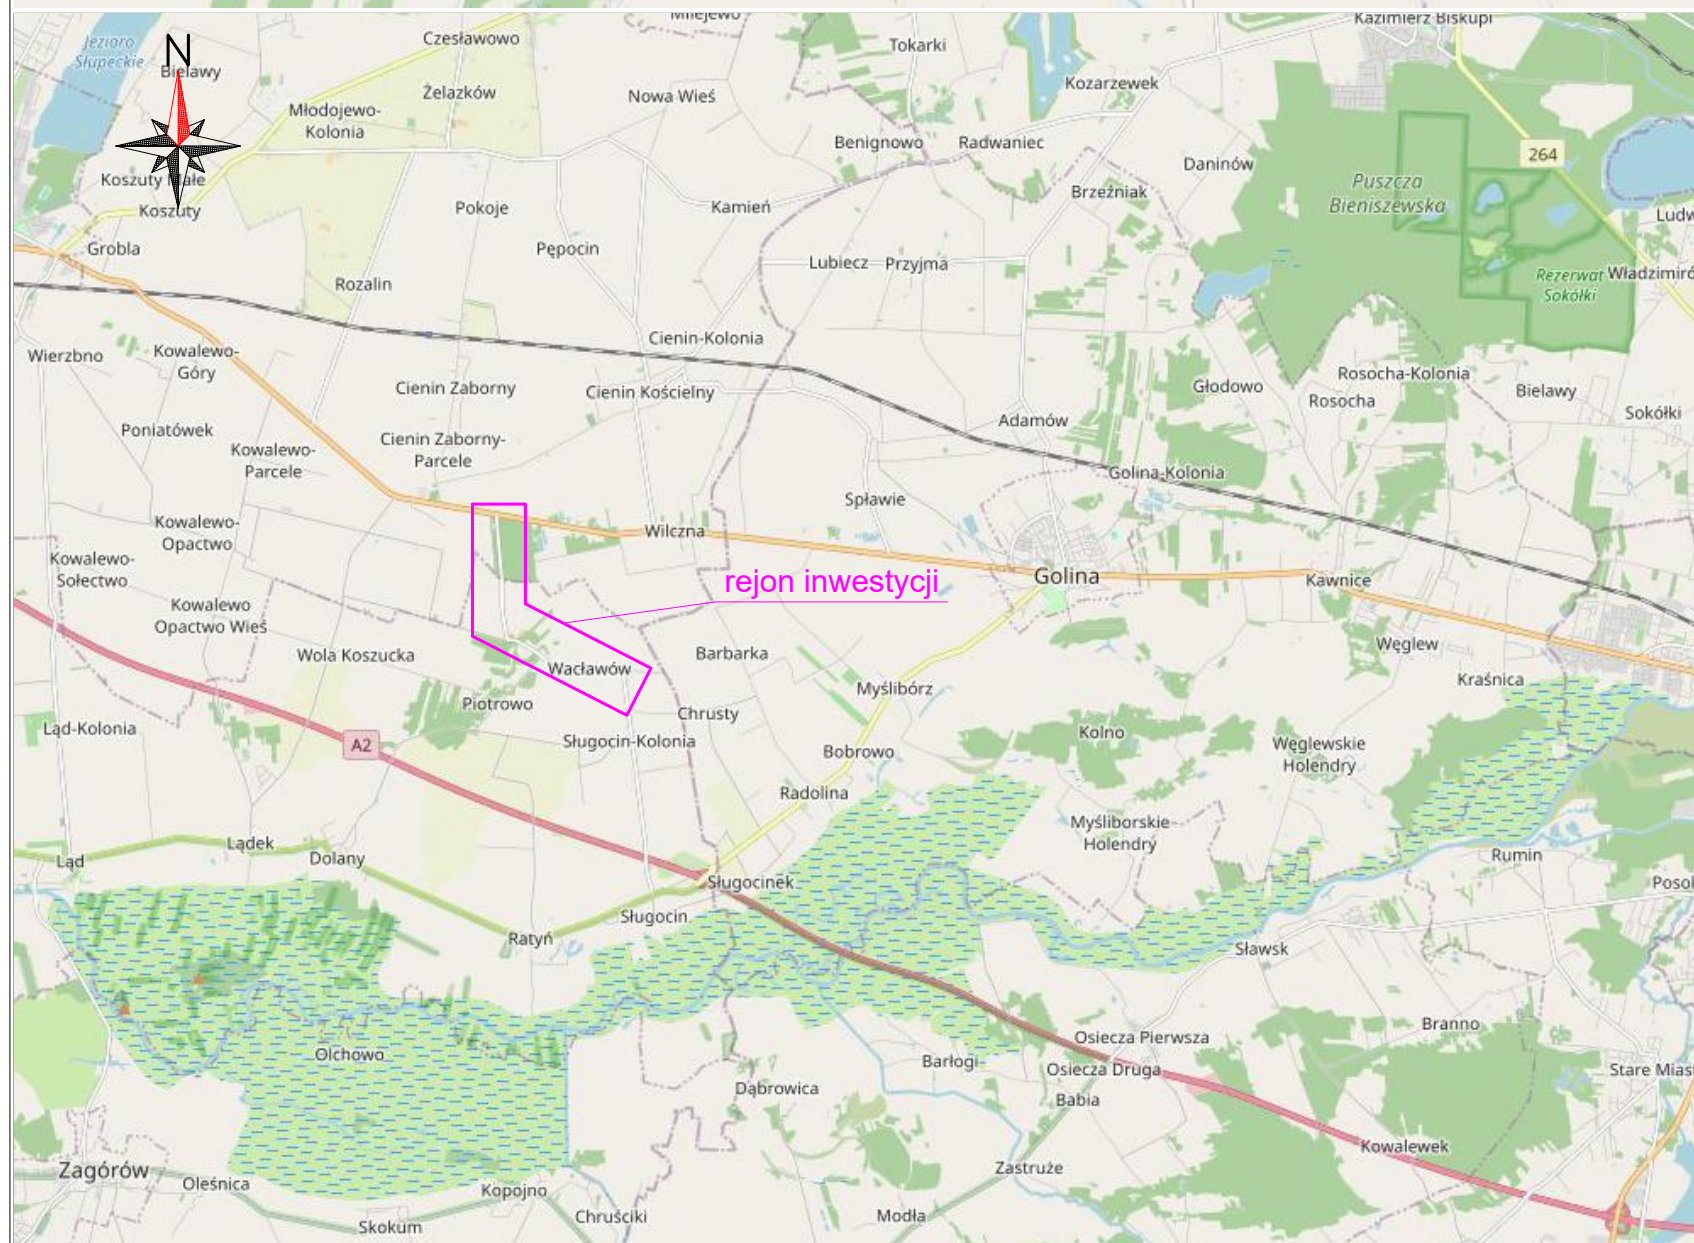 Milejewo
Kazimierz Biskupi
Jezioro
Słupeckie
N
Czesławowo
Tokarki
Bielawy
Kozarzewek
Żelazków
Nowa Wieś
Młodojewo-
Kolonia
Benignowo
Radwaniec
264
Daninów
Koszuty Małe
Puszcza
Bieniszewska
Brzeźniak
Koszuty
Pokoje
Kamień
Grobla
Pępocin
Lubiecz
Przyjma
Rozalin
Rezerwat
Sokółki
Cienin-Kolonia
Wierzbno
Kowalewo-
Góry
Cienin Zaborny
Cienin Kościelny
Głodowo
Rosocha-Kolonia
Rosocha
Bielawy
Sokółki
Adamów
Poniatówek
Cienin Zaborny-
Parcele
Kowalewo-
Parcele
Golina-Kolonia
Spławie
Kowalewo-
Opactwo
Wilczna
Kowalewo-
Sołectwo
rejon inwestycji
Golina
Kawnice
Kowalewo
Opactwo Wieś
Węglew
Wola Koszucka
Barbarka
Wacławów
Kraśnica
Myślibórz
Piotrowo
Chrusty
Ląd-Kolonia
Kolno
A2
Sługocin-Kolonia
Bobrowo
Węglewskie
Holendry
Radolina
Myśliborskie
Holendry
Lądek
Dolany
Ląd
Rumin
Sługocinek
Sługocin
Ratyń
Sławsk
Branno
Osiecza Pierwsza
Olchowo
Barłogi
Osiecza Druga
Dąbrowica
Babia
Kowalewek
Zagórów
Zastruże
Oleśnica
Kopojno
Chruściki
Modła
Skokum